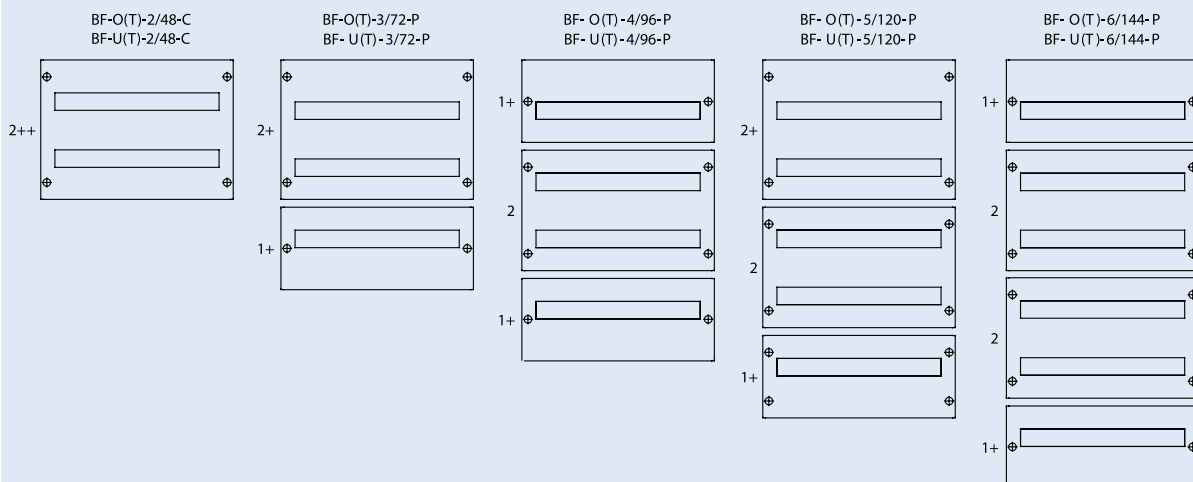 BF-O(T)-2/48-C
BF-U(T)-2/48-C
2++
BF-O(T)-3/72-P
BF- U(T)-3/72-P
2+
1+
BF- O(T)-4/96-P
BF- U(T)-4/96-P
1+
2
1+
BF- O(T)-5/120-P
BF- U(T)-5/120-P
2+
2
1+
BF- O(T)-6/144-P
BF- U(T)-6/144-P
1+
2
2
1+